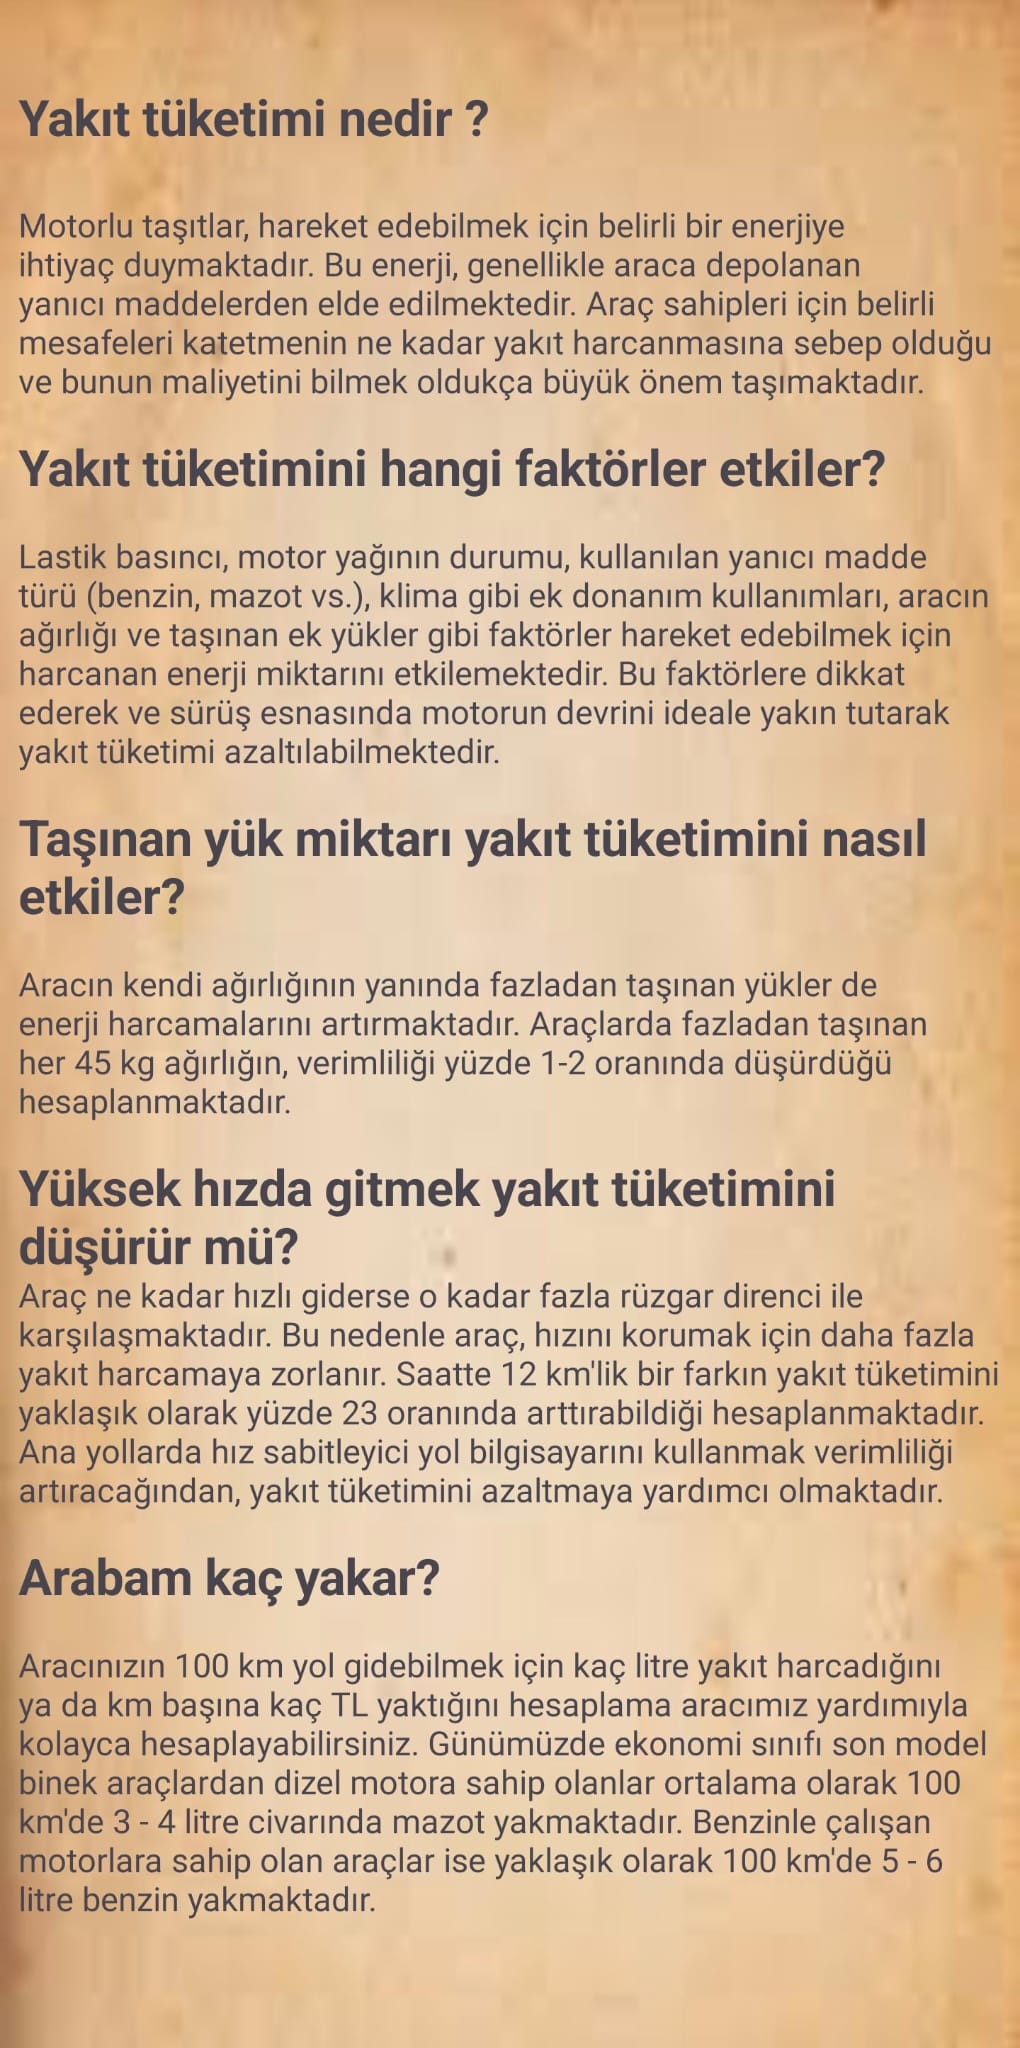 Yakıt tüketimi nedir ?
Motorlu taşıtlar, hareket edebilmek için belirli bir enerjiye
ihtiyaç duymaktadır. Bu enerji, genellikle araca depolanan
yanıcı maddelerden elde edilmektedir. Araç sahipleri için belirli
mesafeleri katetmenin ne kadar yakıt harcanmasına sebep olduğu
ve bunun maliyetini bilmek oldukça büyük önem taşımaktadır.
Yakıt tüketimini hangi faktörler etkiler?
Lastik basıncı, motor yağının durumu, kullanılan yanıcı madde
türü (benzin, mazot vs.), klima gibi ek donanım kullanımları, aracın
ağırlığı ve taşınan ek yükler gibi faktörler hareket edebilmek için
harcanan enerji miktarını etkilemektedir. Bu faktörlere dikkat
ederek ve sürüş esnasında motorun devrini ideale yakın tutarak
yakıt tüketimi azaltılabilmektedir.
Taşınan yük miktarı yakıt tüketimini nasıl
etkiler?
Aracın kendi ağırlığının yanında fazladan taşınan yükler de
enerji harcamalarını artırmaktadır. Araçlarda fazladan taşınan
her 45 kg ağırlığın, verimliliği yüzde 1-2 oranında düşürdüğü
hesaplanmaktadır.
Yüksek hızda gitmek yakıt tüketimini
düşürür mü?
Araç ne kadar hızlı giderse o kadar fazla rüzgar direnci ile
karşılaşmaktadır. Bu nedenle araç, hızını korumak için daha fazla
yakıt harcamaya zorlanır. Saatte 12 km'lik bir farkın yakıt tüketimini
yaklaşık olarak yüzde 23 oranında arttırabildiği hesaplanmaktadır.
Ana yollarda hız sabitleyici yol bilgisayarını kullanmak verimliliği
artıracağından, yakıt tüketimini azaltmaya yardımcı olmaktadır.
Arabam kaç yakar?
Aracınızın 100 km yol gidebilmek için kaç litre yakıt harcadığını
ya da km başına kaç TL yaktığını hesaplama aracımız yardımıyla
kolayca hesaplayabilirsiniz. Günümüzde ekonomi sınıfı son model
binek araçlardan dizel motora sahip olanlar ortalama olarak 100
km'de 3 - 4 litre civarında mazot yakmaktadır. Benzinle çalışan
motorlara sahip olan araçlar ise yaklaşık olarak 100 km'de 5 - 6
litre benzin yakmaktadır.